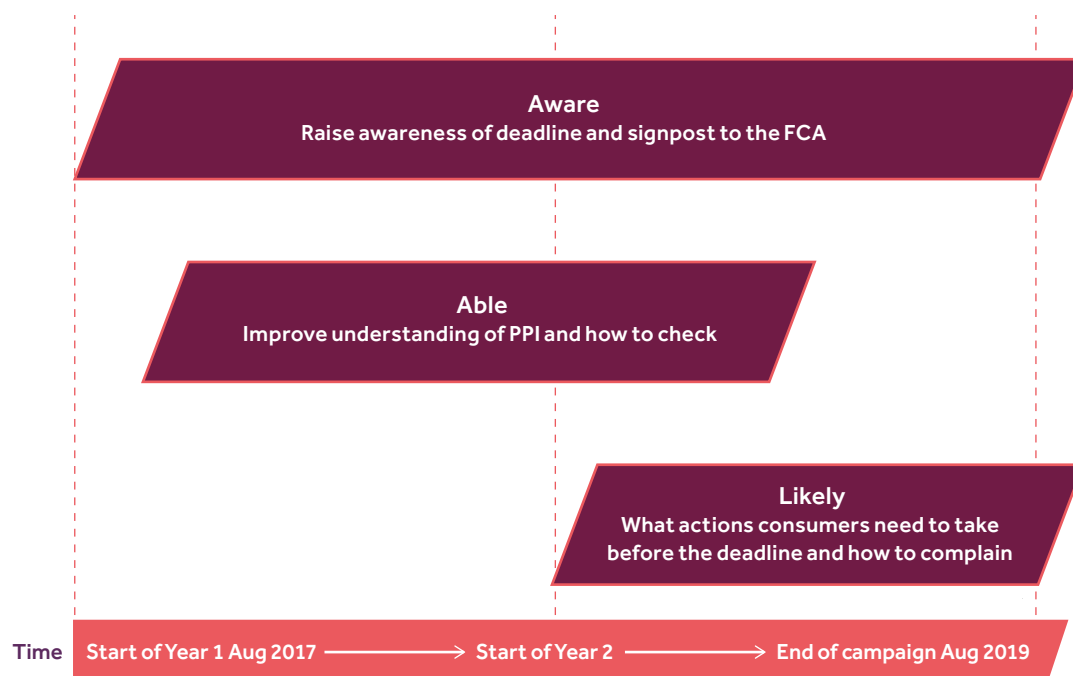 Aware
Raise awareness of deadline and signpost to the FCA
Able
Improve understanding of PPI and how to check
Likely
What actions consumers need to take
before the deadline and how to complain
Time Start of Year 1 Aug 2017 Start of Year 2 End of campaign Aug 2019